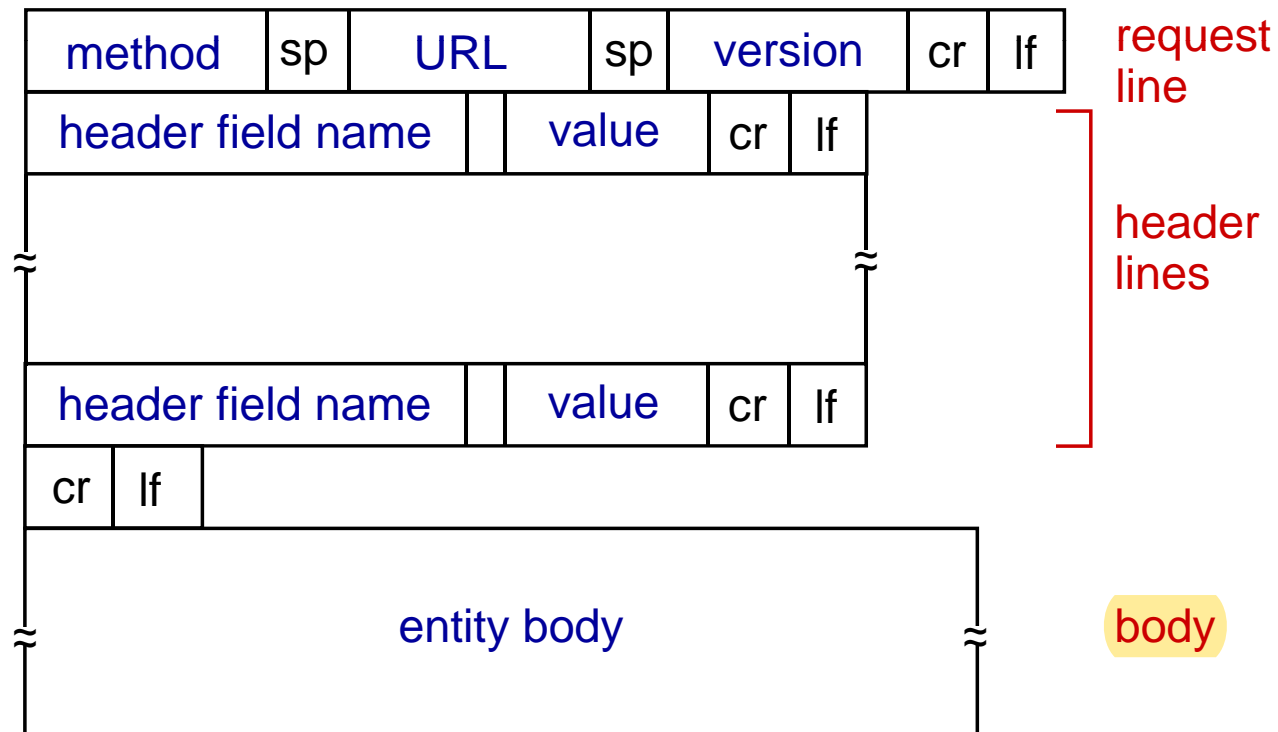 method sp URL sp version cr lf
request
line
header field name value cr lf
header
lines
≈ ≈
header field name value cr lf
cr lf
≈ entity body ≈
body